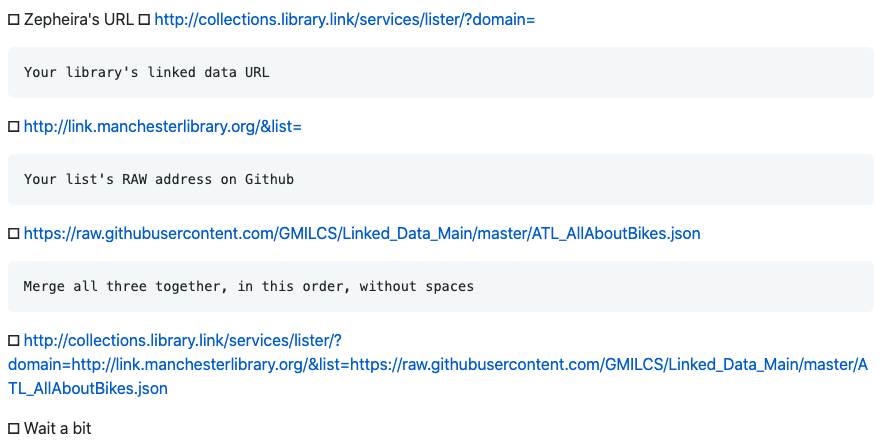 ☐ Zepheira's URL ☐ http://collections.library.link/services/lister/?domain=
Your library's linked data URL
☐ http://link.manchesterlibrary.org/&list=
Your list's RAW address on Github
☐ https://raw.githubusercontent.com/GMILCS/Linked_Data_Main/master/ATL_AllAboutBikes.json
Merge all three together, in this order, without spaces
☐ http://collections.library.link/services/lister/?
domain=http://link.manchesterlibrary.org/&list=https://raw.githubusercontent.com/GMILCS/Linked_Data_Main/master/A
TL_AllAboutBikes.json
☐ Wait a bit